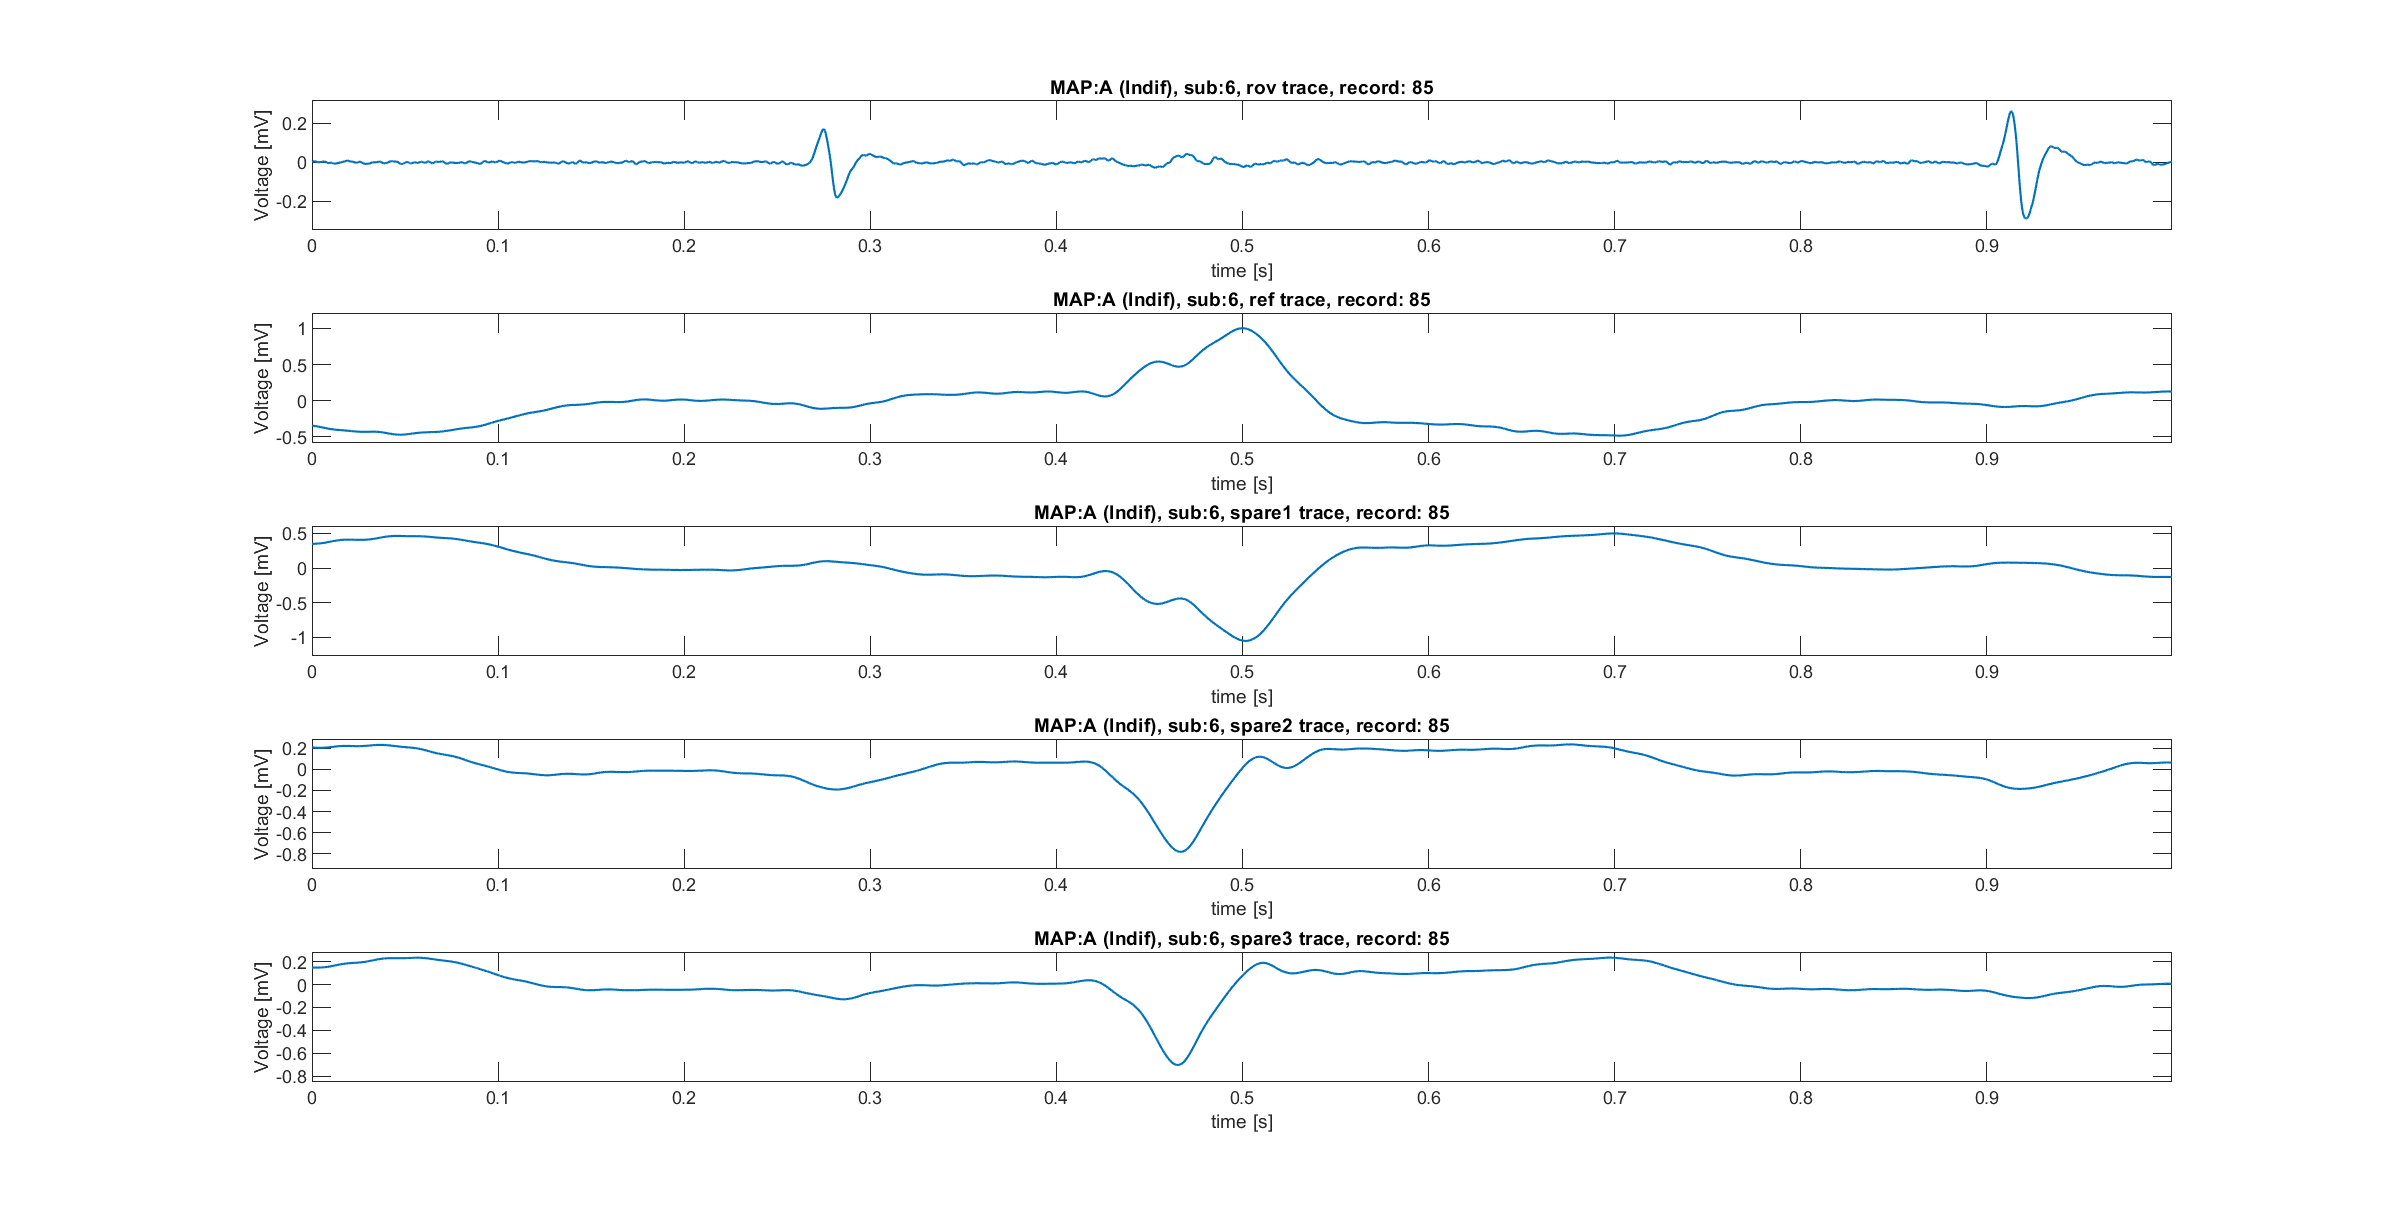 MAP:A (Indif), sub:6, rov trace, record: 85
Voltage [mV]
0.2
0
-0.2
0 0.1 0.2 0.3 0.4 0.5 0.6 0.7 0.8 0.9
time [s]
MAP:A (Indif), sub:6, ref trace, record: 85
Voltage [mV]
1
0.5
0
-0.5
0 0.1 0.2 0.3 0.4 0.5 0.6 0.7 0.8 0.9
time [s]
MAP:A (Indif), sub:6, spare1 trace, record: 85
Voltage [mV]
0.5
0
-0.5
-1
0 0.1 0.2 0.3 0.4 0.5 0.6 0.7 0.8 0.9
time [s]
MAP:A (Indif), sub:6, spare2 trace, record: 85
Voltage [mV]
0.2
0
-0.2
-0.4
-0.6
-0.8
0 0.1 0.2 0.3 0.4 0.5 0.6 0.7 0.8 0.9
time [s]
MAP:A (Indif), sub:6, spare3 trace, record: 85
Voltage [mV]
0.2
0
-0.2
-0.4
-0.6
-0.8
0 0.1 0.2 0.3 0.4 0.5 0.6 0.7 0.8 0.9
time [s]